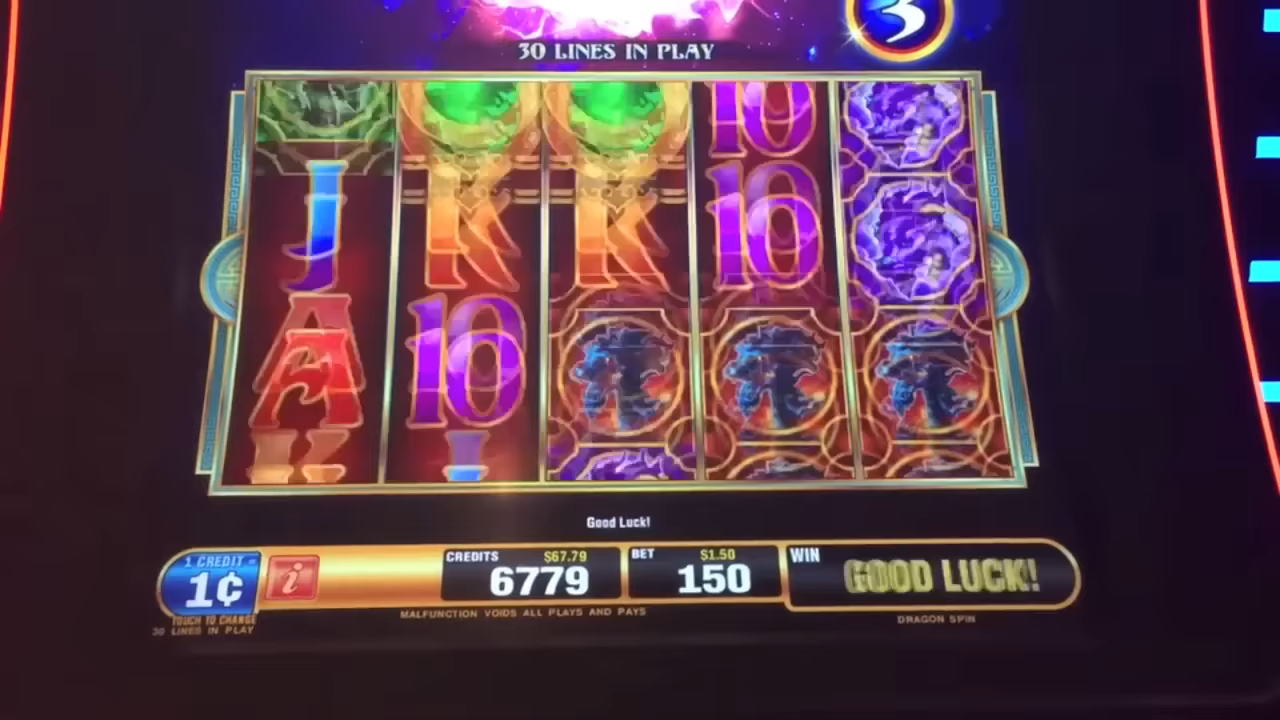 3
30 LINES IN PLAY
10
J K K 10
A 10
K J
Good Luck!
1 CREDIT =
1¢
TOUCH TO CHANGE
30 LINES IN PLAY
i
CREDITS $67.79
6779
BET $1.50
150
WIN
GOOD LUCK!
MALFUNCTION VOIDS ALL PLAYS AND PAYS
DRAGON SPIN